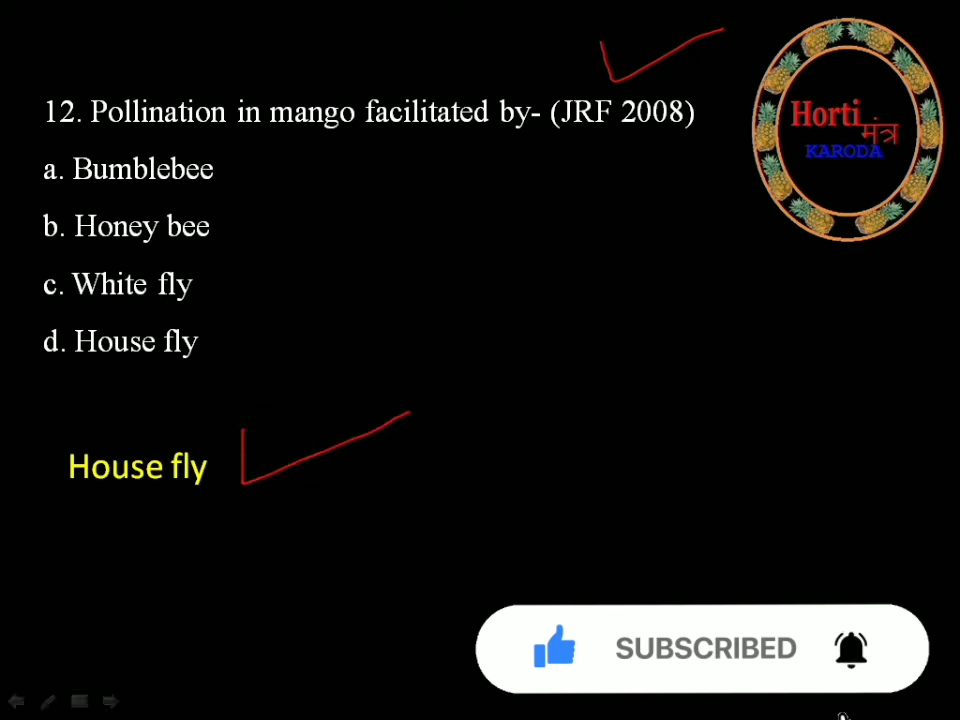 12. Pollination in mango facilitated by- (JRF 2008)
a. Bumblebee
b. Honey bee
c. White fly
d. House fly
House fly
Horti
मंत्र
KARODA
SUBSCRIBED